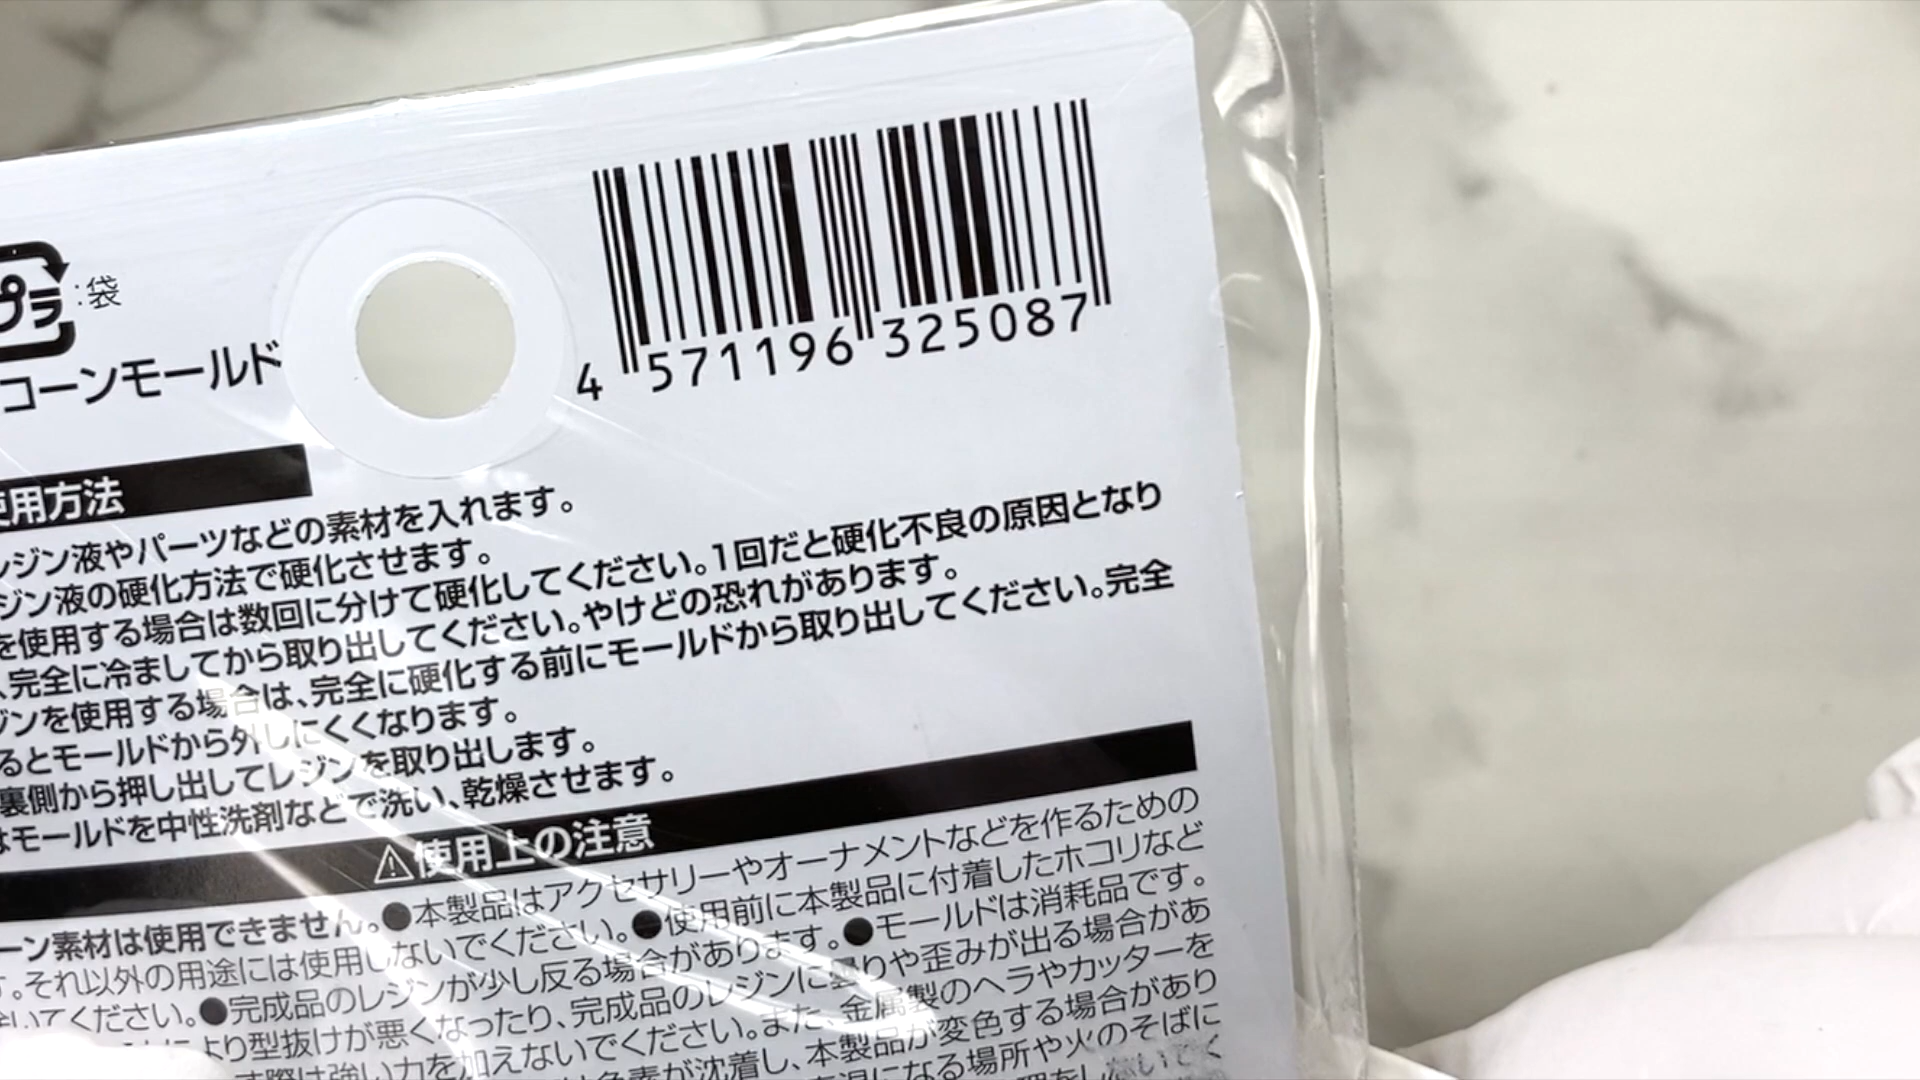 4 571196 325087
プラ :袋
コーンモールド
使用方法
レジン液やパーツなどの素材を入れます。
ジン液の硬化方法で硬化させます。
を使用する場合は数回に分けて硬化してください。1回だと硬化不良の原因となり
、完全に冷ましてから取り出してください。やけどの恐れがあります。
ジンを使用する場合は、完全に硬化する前にモールドから取り出してください。完全
るとモールドから外しにくくなります。
裏側から押し出してレジンを取り出します。
はモールドを中性洗剤などで洗い、乾燥させます。
⚠使用上の注意
ーン素材は使用できません。●本製品はアクセサリーやオーナメントなどを作るための
す。それ以外の用途には使用しないでください。●使用前に本製品に付着したホコリなど
ください。●完成品のレジンが少し反る場合があります。●モールドは消耗品です。
より型抜けが悪くなったり、完成品のレジンに曇りや歪みが出る場合があ
す際は強い力を加えないでください。また、金属製のヘラやカッターを
色素が沈着し、本製品が変色する場合があり
高温になる場所や火のそばに